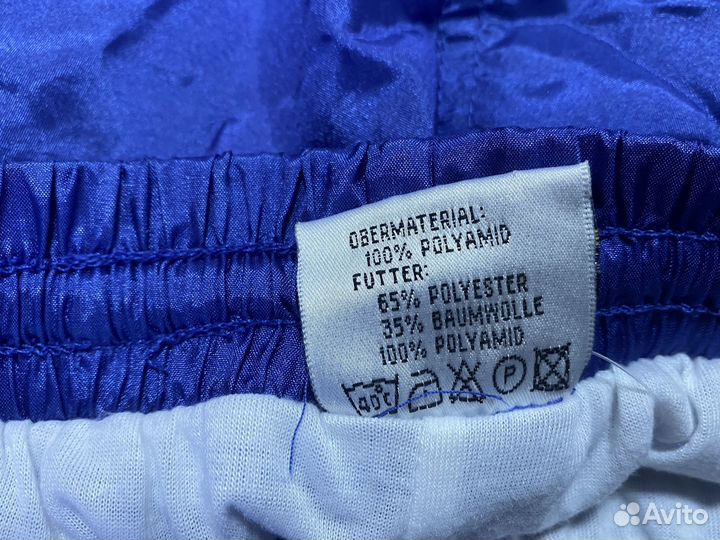 OBERMATERIAL:
100% POLYAMID
FUTTER:
65% POLYESTER
35% BAUMWOLLE
100% POLYAMID
40°C P
Avito